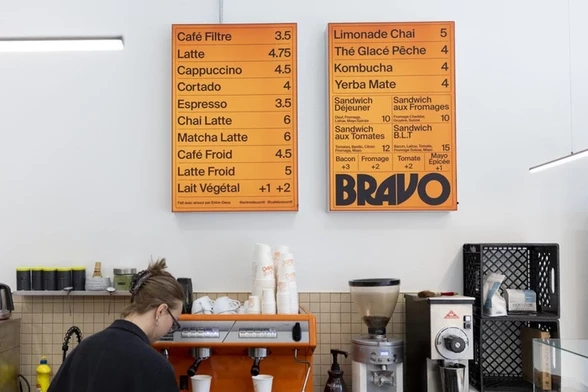 Café Filtre 3.5
Latte 4.75
Cappuccino 4.5
Cortado 4
Espresso 3.5
Chai Latte 6
Matcha Latte 6
Café Froid 4.5
Latte Froid 5
Lait Végétal +1 +2
Limonade Chai 5
Thé Glacé Pêche 4
Kombucha 4
Yerba Mate 4
Sandwich Déjeuner 10
Sandwich aux Fromages 10
Sandwich aux Tomates 12
Sandwich B.L.T 15
Bacon +3
Fromage +2
Tomate +2
Mayo Épicée +1
BRAVO